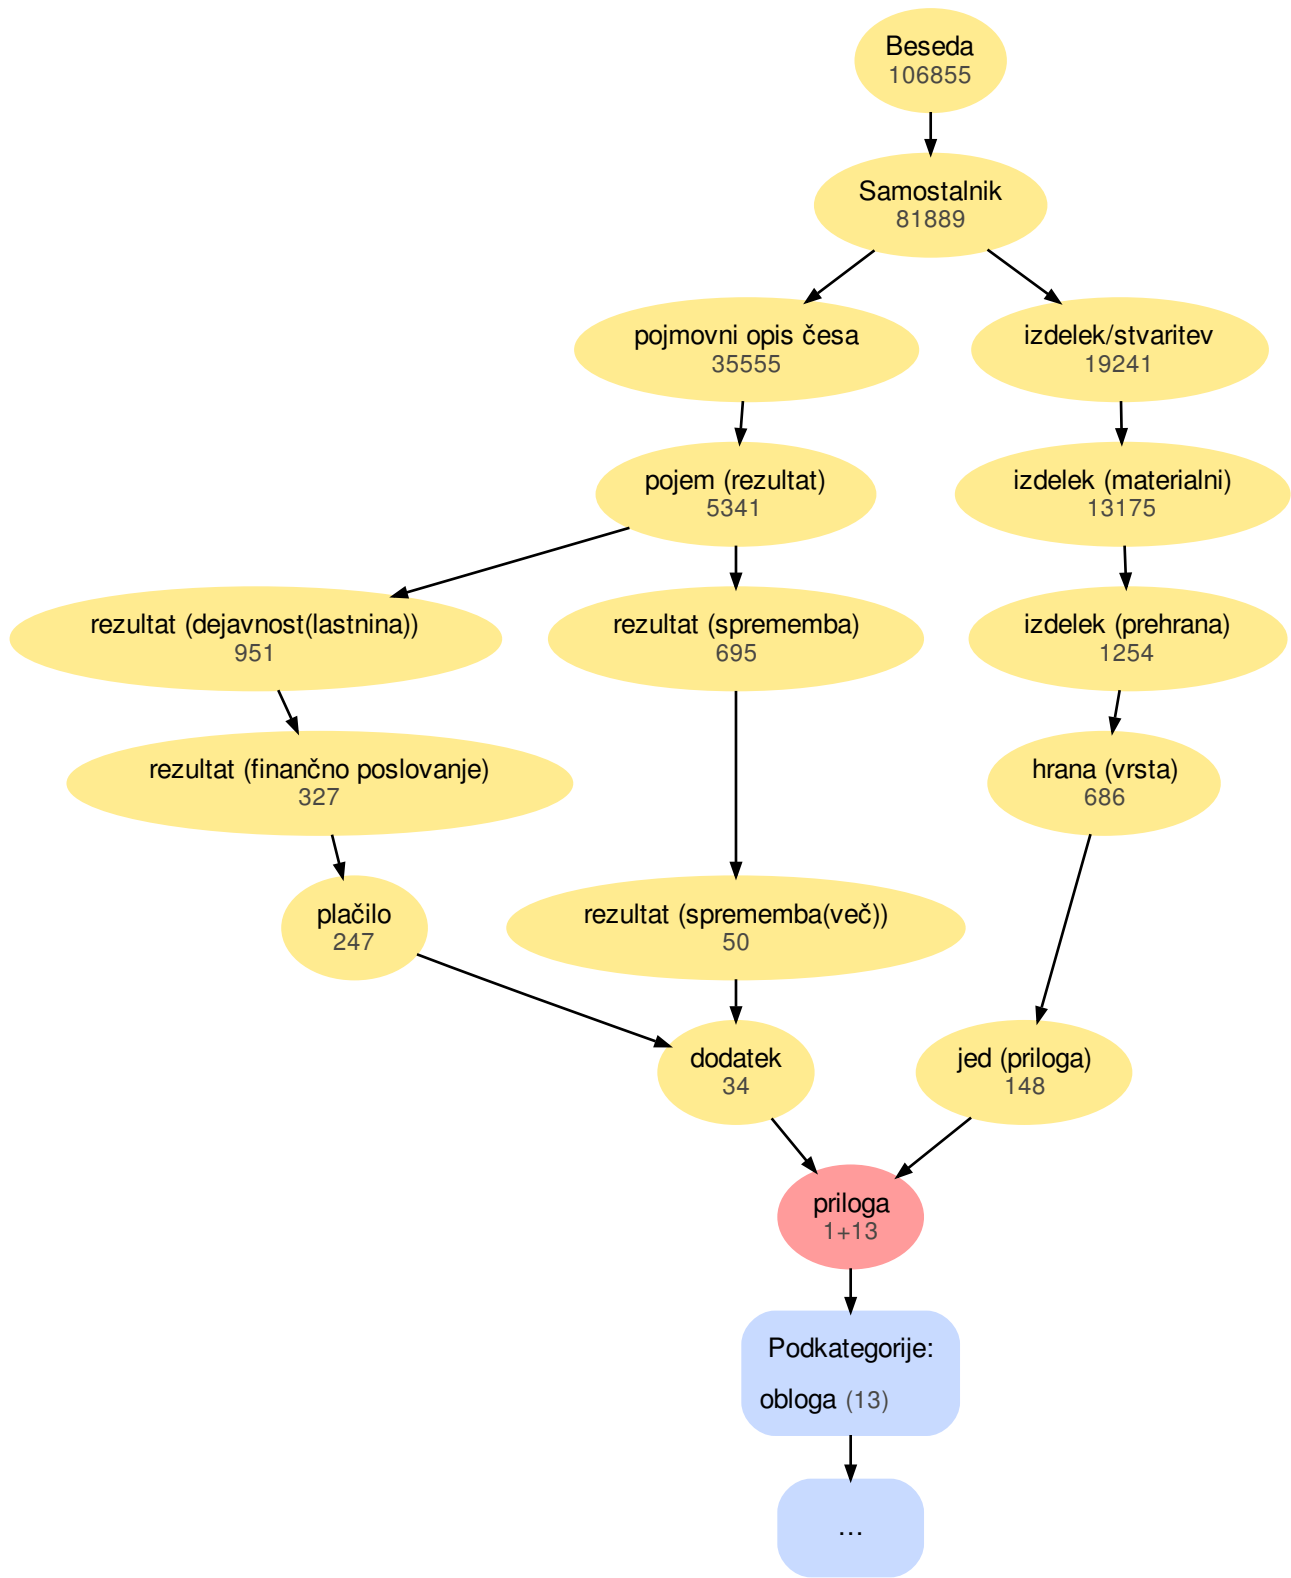 Beseda
106855
Samostalnik
81889
pojmovni opis česa
35555
izdelek/stvaritev
19241
pojem (rezultat)
5341
izdelek (materialni)
13175
rezultat (dejavnost(lastnina))
951
rezultat (sprememba)
695
izdelek (prehrana)
1254
rezultat (finančno poslovanje)
327
hrana (vrsta)
686
plačilo
247
rezultat (sprememba(več))
50
dodatek
34
jed (priloga)
148
priloga
1+13
Podkategorije:
obloga (13)
...